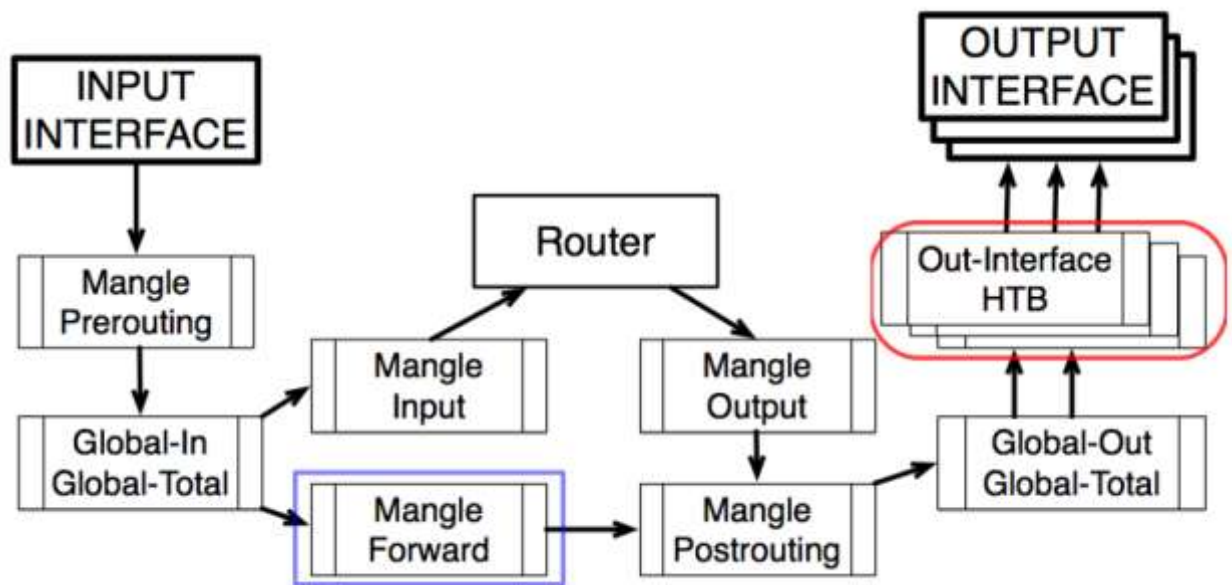 INPUT
INTERFACE
OUTPUT
INTERFACE
Router
Mangle
Prerouting
Out-Interface
HTB
Mangle
Input
Mangle
Output
Global-In
Global-Total
Global-Out
Global-Total
Mangle
Forward
Mangle
Postrouting